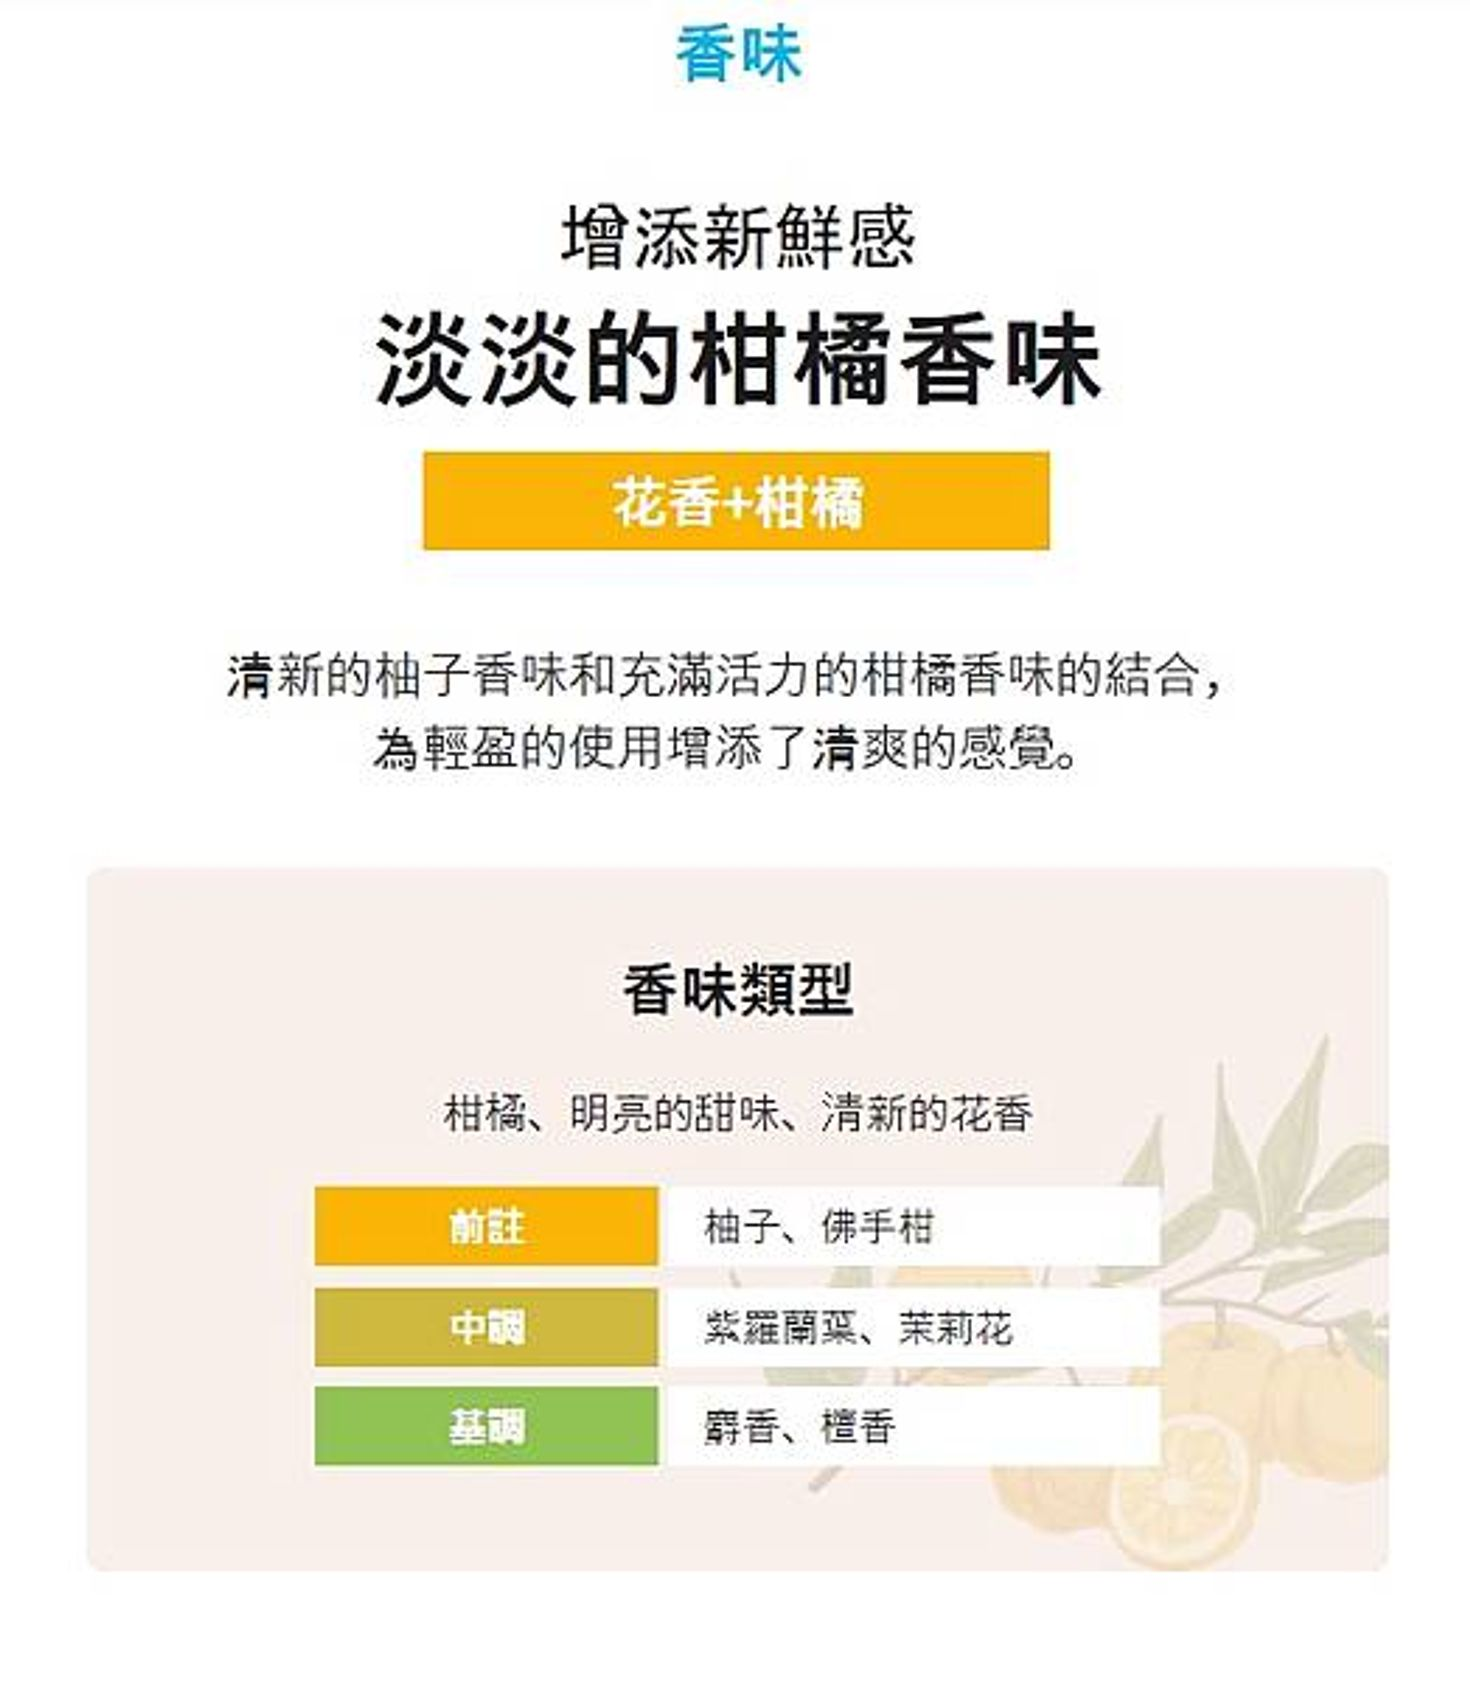 香味
增添新鮮感
淡淡的柑橘香味
花香+柑橘
清新的柚子香味和充滿活力的柑橘香味的結合，
為輕盈的使用增添了清爽的感覺。
香味類型
柑橘、明亮的甜味、清新的花香
前註 柚子、佛手柑
中調 紫羅蘭葉、茉莉花
基調 麝香、檀香